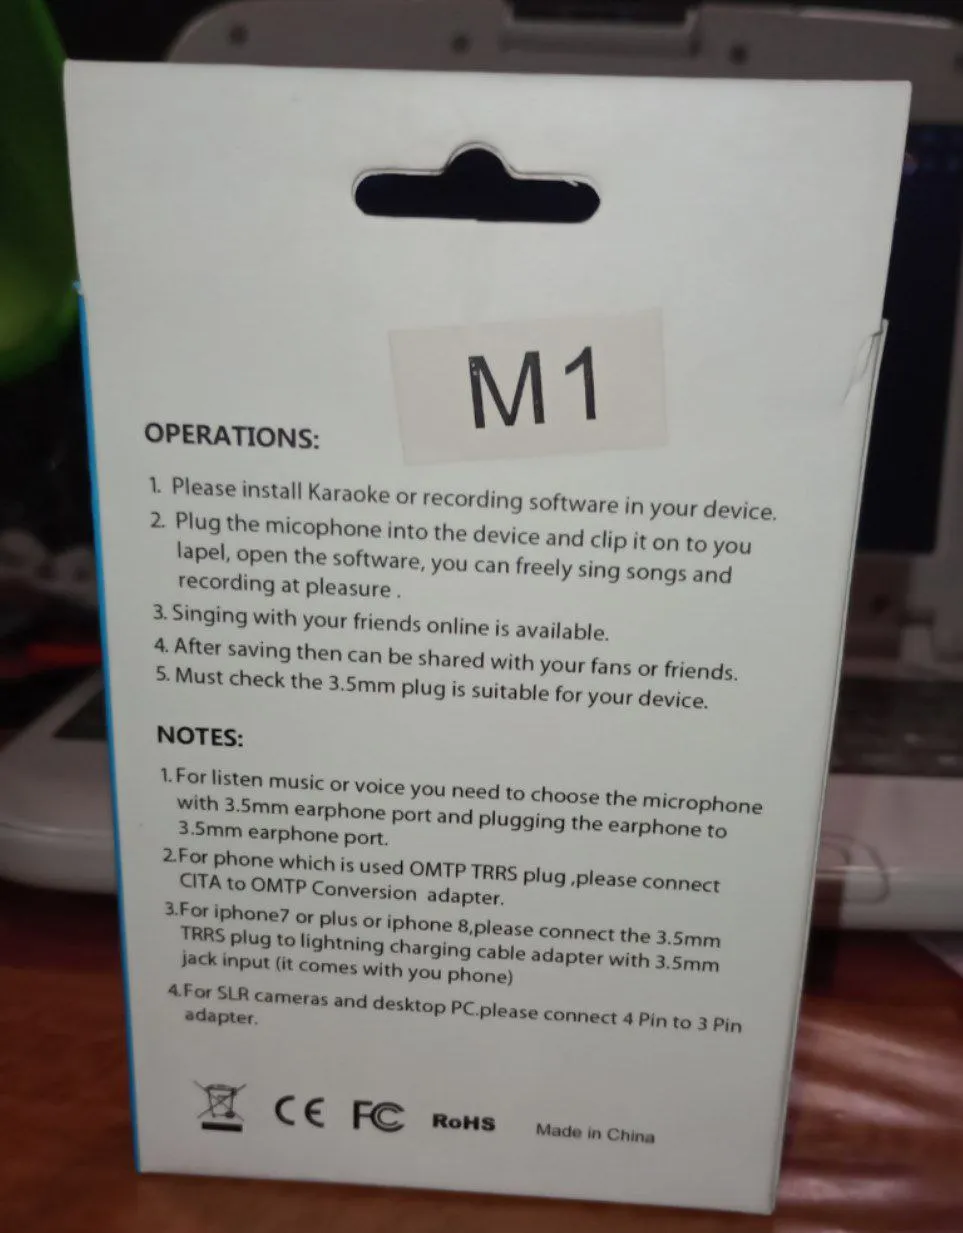 M1
OPERATIONS:
1. Please install Karaoke or recording software in your device.
2. Plug the micophone into the device and clip it on to you
lapel, open the software, you can freely sing songs and
recording at pleasure .
3. Singing with your friends online is available.
4. After saving then can be shared with your fans or friends.
5. Must check the 3.5mm plug is suitable for your device.
NOTES:
1.For listen music or voice you need to choose the microphone
with 3.5mm earphone port and plugging the earphone to
3.5mm earphone port.
2.For phone which is used OMTP TRRS plug ,please connect
CITA to OMTP Conversion adapter.
3.For iphone7 or plus or iphone 8,please connect the 3.5mm
TRRS plug to lightning charging cable adapter with 3.5mm
jack input (it comes with you phone)
4.For SLR cameras and desktop PC.please connect 4 Pin to 3 Pin
adapter.
CE FC RoHS Made in China